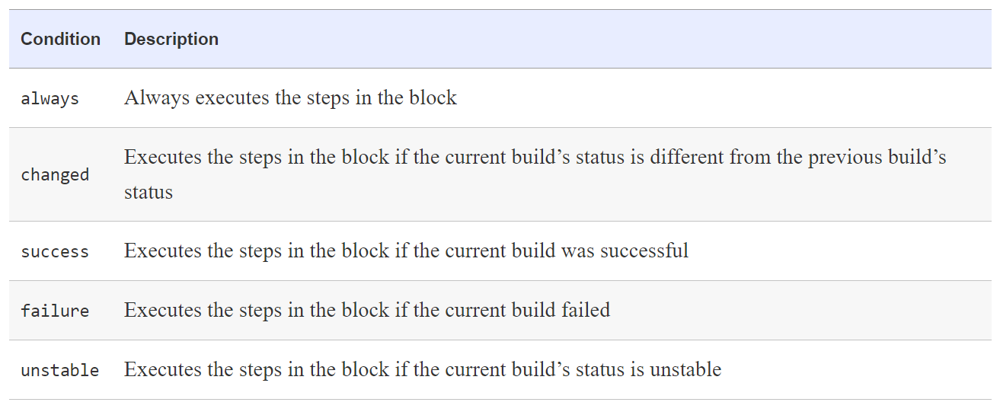 Condition Description
always Always executes the steps in the block
changed Executes the steps in the block if the current build’s status is different from the previous build’s
status
success Executes the steps in the block if the current build was successful
failure Executes the steps in the block if the current build failed
unstable Executes the steps in the block if the current build’s status is unstable